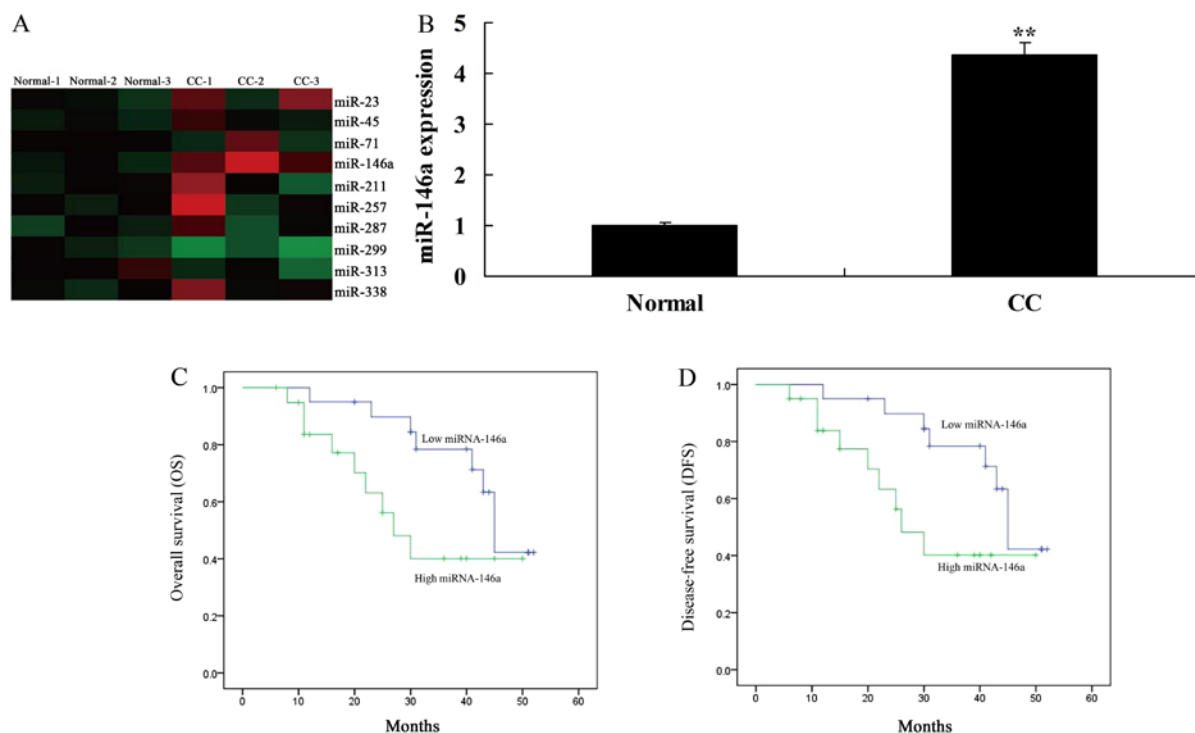 A
Normal-1 Normal-2 Normal-3 CC-1 CC-2 CC-3
miR-23
miR-45
miR-71
miR-146a
miR-211
miR-257
miR-287
miR-299
miR-313
miR-338
B
miR-146a expression
5
4
3
2
1
0
**
Normal CC
C
Overall survival (OS)
1.0
0.8
0.6
0.4
0.2
0.0
Low miRNA-146a
High miRNA-146a
0 10 20 30 40 50 60
Months
D
Disease-free survival (DFS)
1.0
0.8
0.6
0.4
0.2
0.0
Low miRNA-146a
High miRNA-146a
0 10 20 30 40 50 60
Months